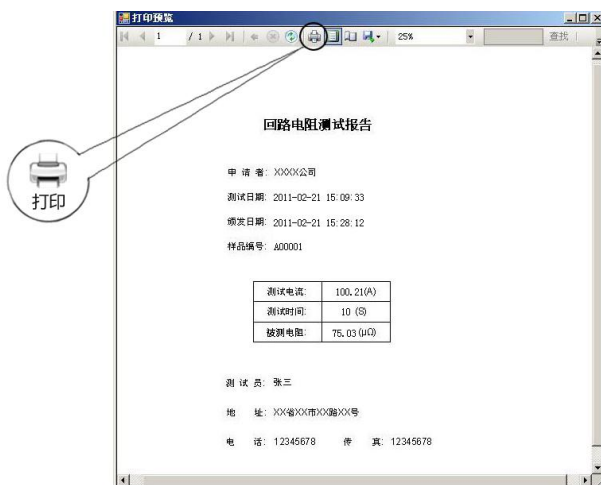 打印预览
1 / 1 25% 查找
回路电阻测试报告
打印
申 请 者: XXXX公司
测试日期: 2011-02-21 15:09:33
颁发日期: 2011-02-21 15:28:12
样品编号: A00001
测试电流: 100.21(A)
测试时间: 10 (S)
被测电阻: 75.03(μΩ)
测 试 员: 张三
地 址: XX省XX市XX路XX号
电 话: 12345678 传 真: 12345678